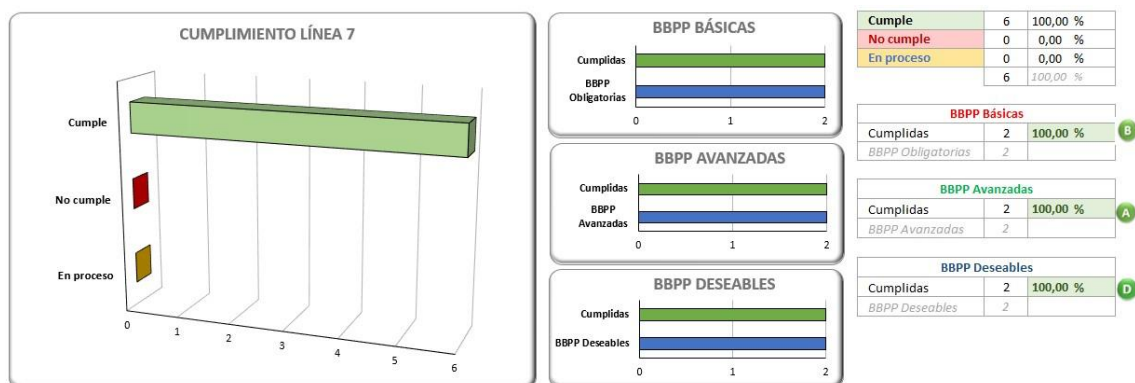 CUMPLIMIENTO LÍNEA 7
Cumple
No cumple
En proceso
0 1 2 3 4 5 6
BBPP BÁSICAS
Cumplidas
BBPP
Obligatorias
0 1 2
BBPP AVANZADAS
Cumplidas
BBPP
Avanzadas
0 1 2
BBPP DESEABLES
Cumplidas
BBPP Deseables
0 1 2
Cumple 6 100,00 %
No cumple 0 0,00 %
En proceso 0 0,00 %
6 100,00 %
BBPP Básicas
Cumplidas 2 100,00 % B
BBPP Obligatorias 2
BBPP Avanzadas
Cumplidas 2 100,00 % A
BBPP Avanzadas 2
BBPP Deseables
Cumplidas 2 100,00 % D
BBPP Deseables 2